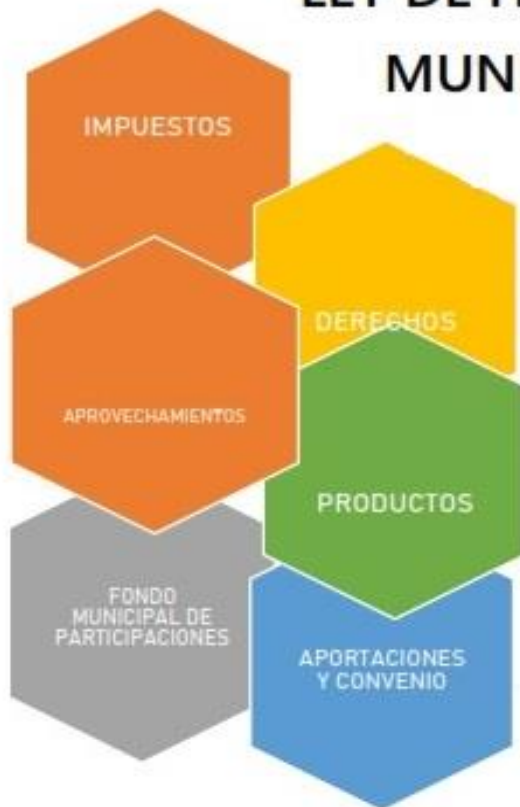 LEY DE
MUN
IMPUESTOS
DERECHOS
APROVECHAMIENTOS
PRODUCTOS
FONDO
MUNICIPAL DE
PARTICIPACIONES
APORTACIONES
Y CONVENIO